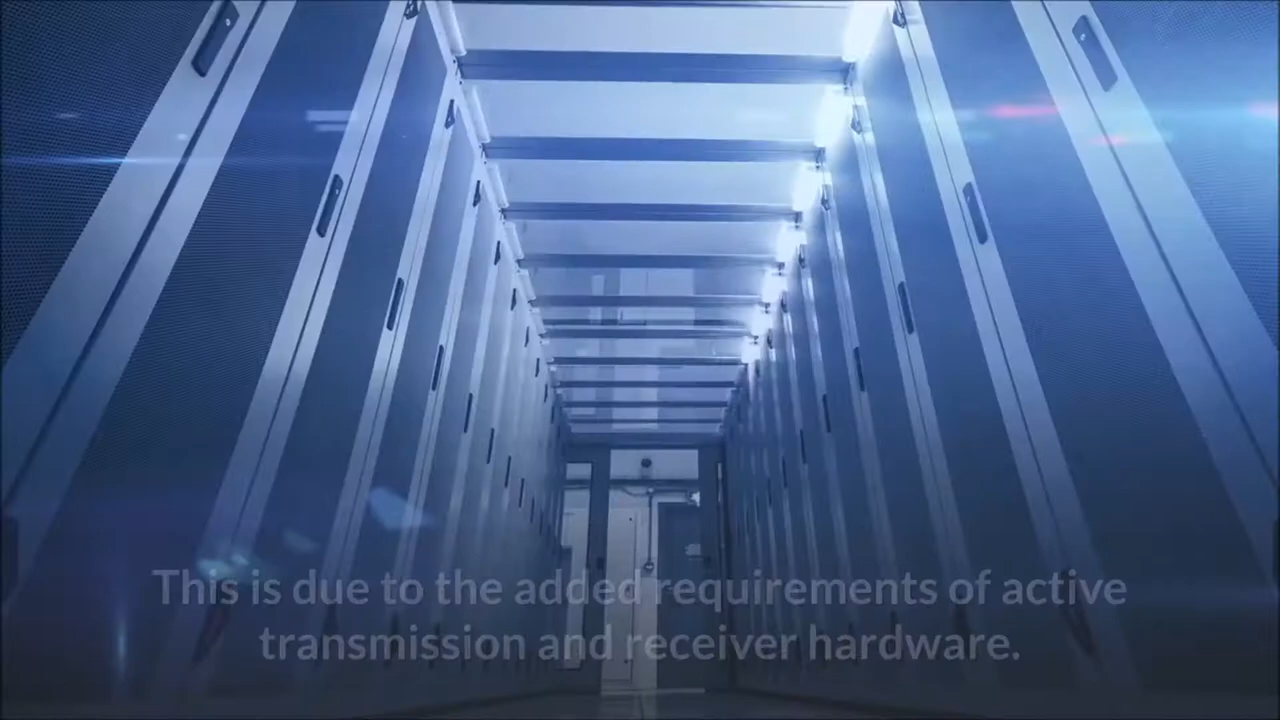 This is due to the added requirements of active
transmission and receiver hardware.